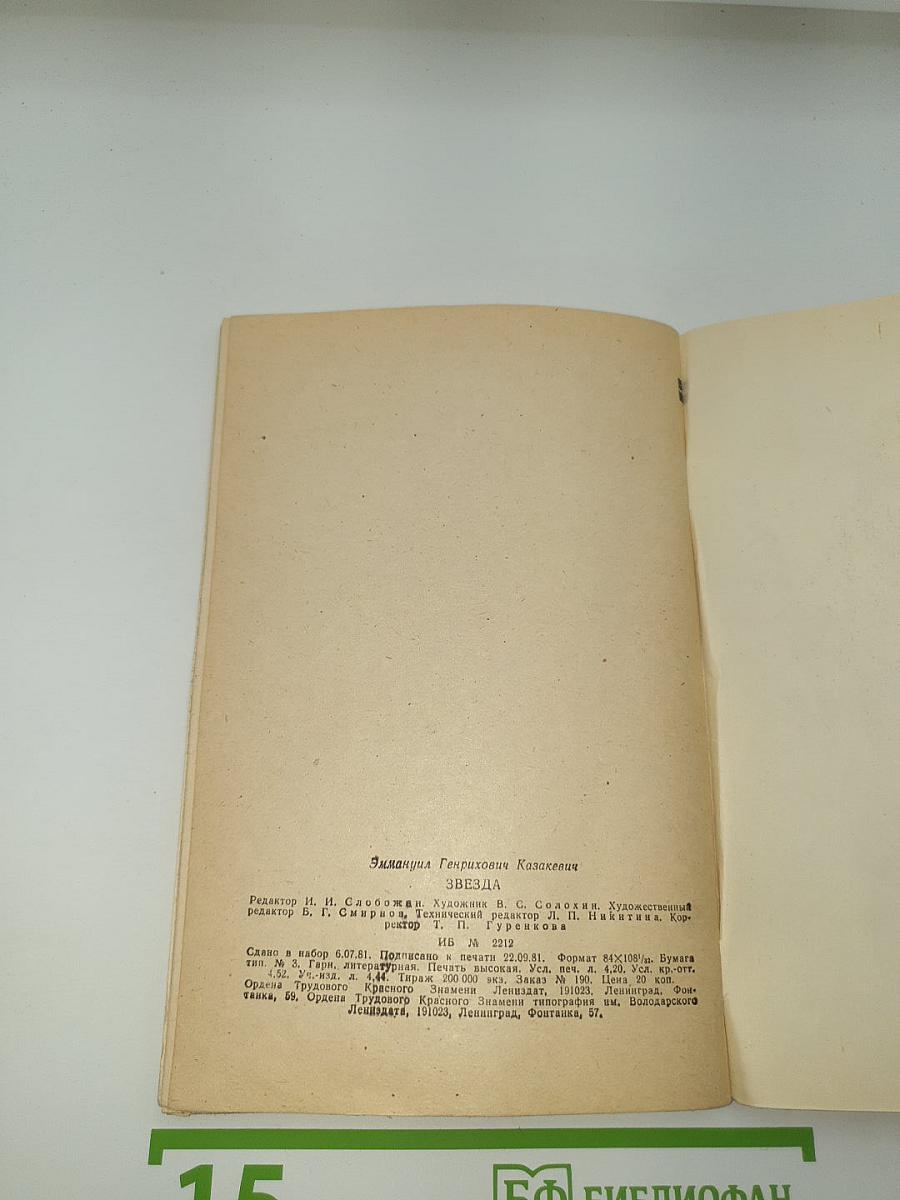 Эммануил Генрихович Казакевич
ЗВЕЗДА
Редактор И. И. Слобожан. Художник В. С. Солохин. Художественный
редактор Б. Г. Смирнов. Технический редактор Л. П. Никитина. Кор-
ректор Т. П. Гуренкова
ИБ № 2212
Сдано в набор 6.07.81. Подписано к печати 22.09.81. Формат 84×108¹/₃₂. Бумага
тип. № 3. Гарн. литературная. Печать высокая. Усл. печ. л. 4,20. Усл. кр.-отт.
4,52. Уч.-изд. л. 4,44. Тираж 200 000 экз. Заказ № 190. Цена 20 коп.
Ордена Трудового Красного Знамени Лениздат, 191023, Ленинград, Фон-
танка, 59. Ордена Трудового Красного Знамени типография им. Володарского
Лениздата, 191023, Ленинград, Фонтанка, 57.
15
БФ БИБЛИОФАН